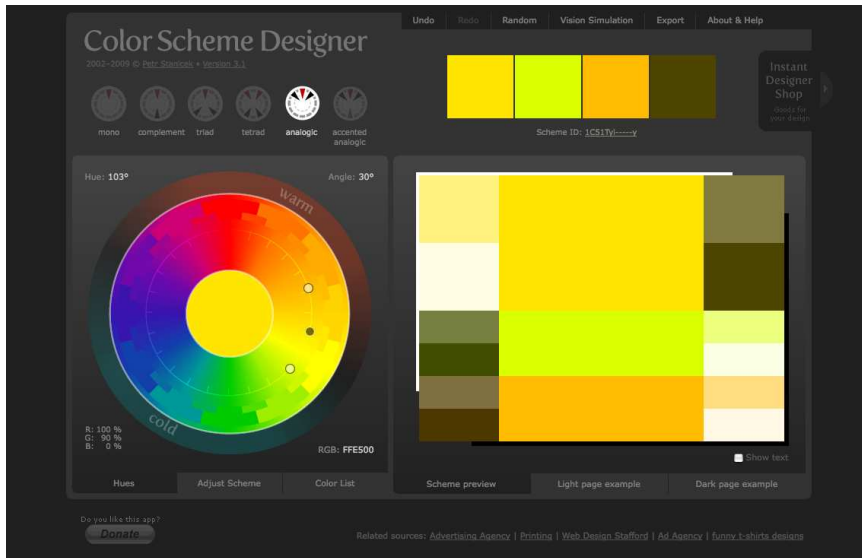 Undo Redo Random Vision Simulation Export About & Help
Color Scheme Designer
2002–2009 © Petr Stanicek • Version 3.1
mono complement triad tetrad analogic accented
analogic
Scheme ID: 1C51Tyi-----y
Instant
Designer
Shop
Goods for
your design
Hue: 103° Angle: 30°
warm
cold
R: 100 %
G: 90 %
B: 0 %
RGB: FFE500
Hues Adjust Scheme Color List
Show text
Scheme preview Light page example Dark page example
Do you like this app?
Donate
Related sources: Advertising Agency | Printing | Web Design Stafford | Ad Agency | funny t-shirts designs